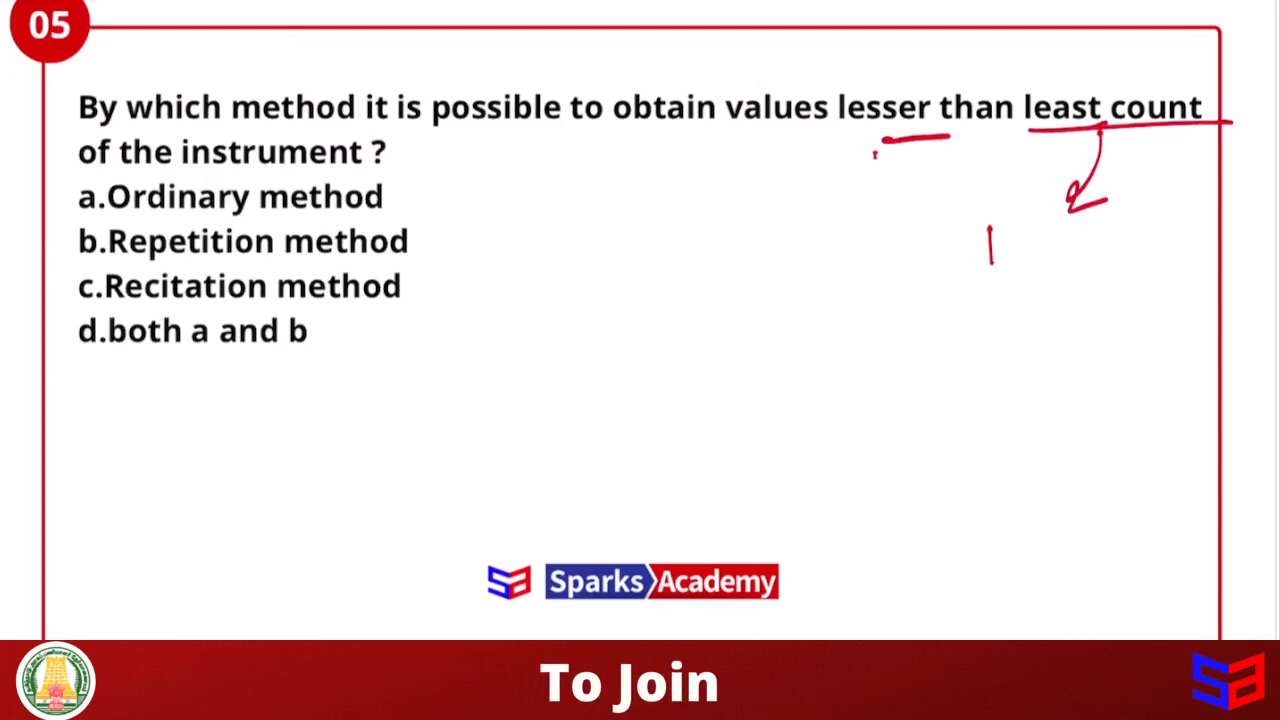 05
By which method it is possible to obtain values lesser than least count
of the instrument ?
a.Ordinary method
b.Repetition method
c.Recitation method
d.both a and b
Sparks Academy
To Join